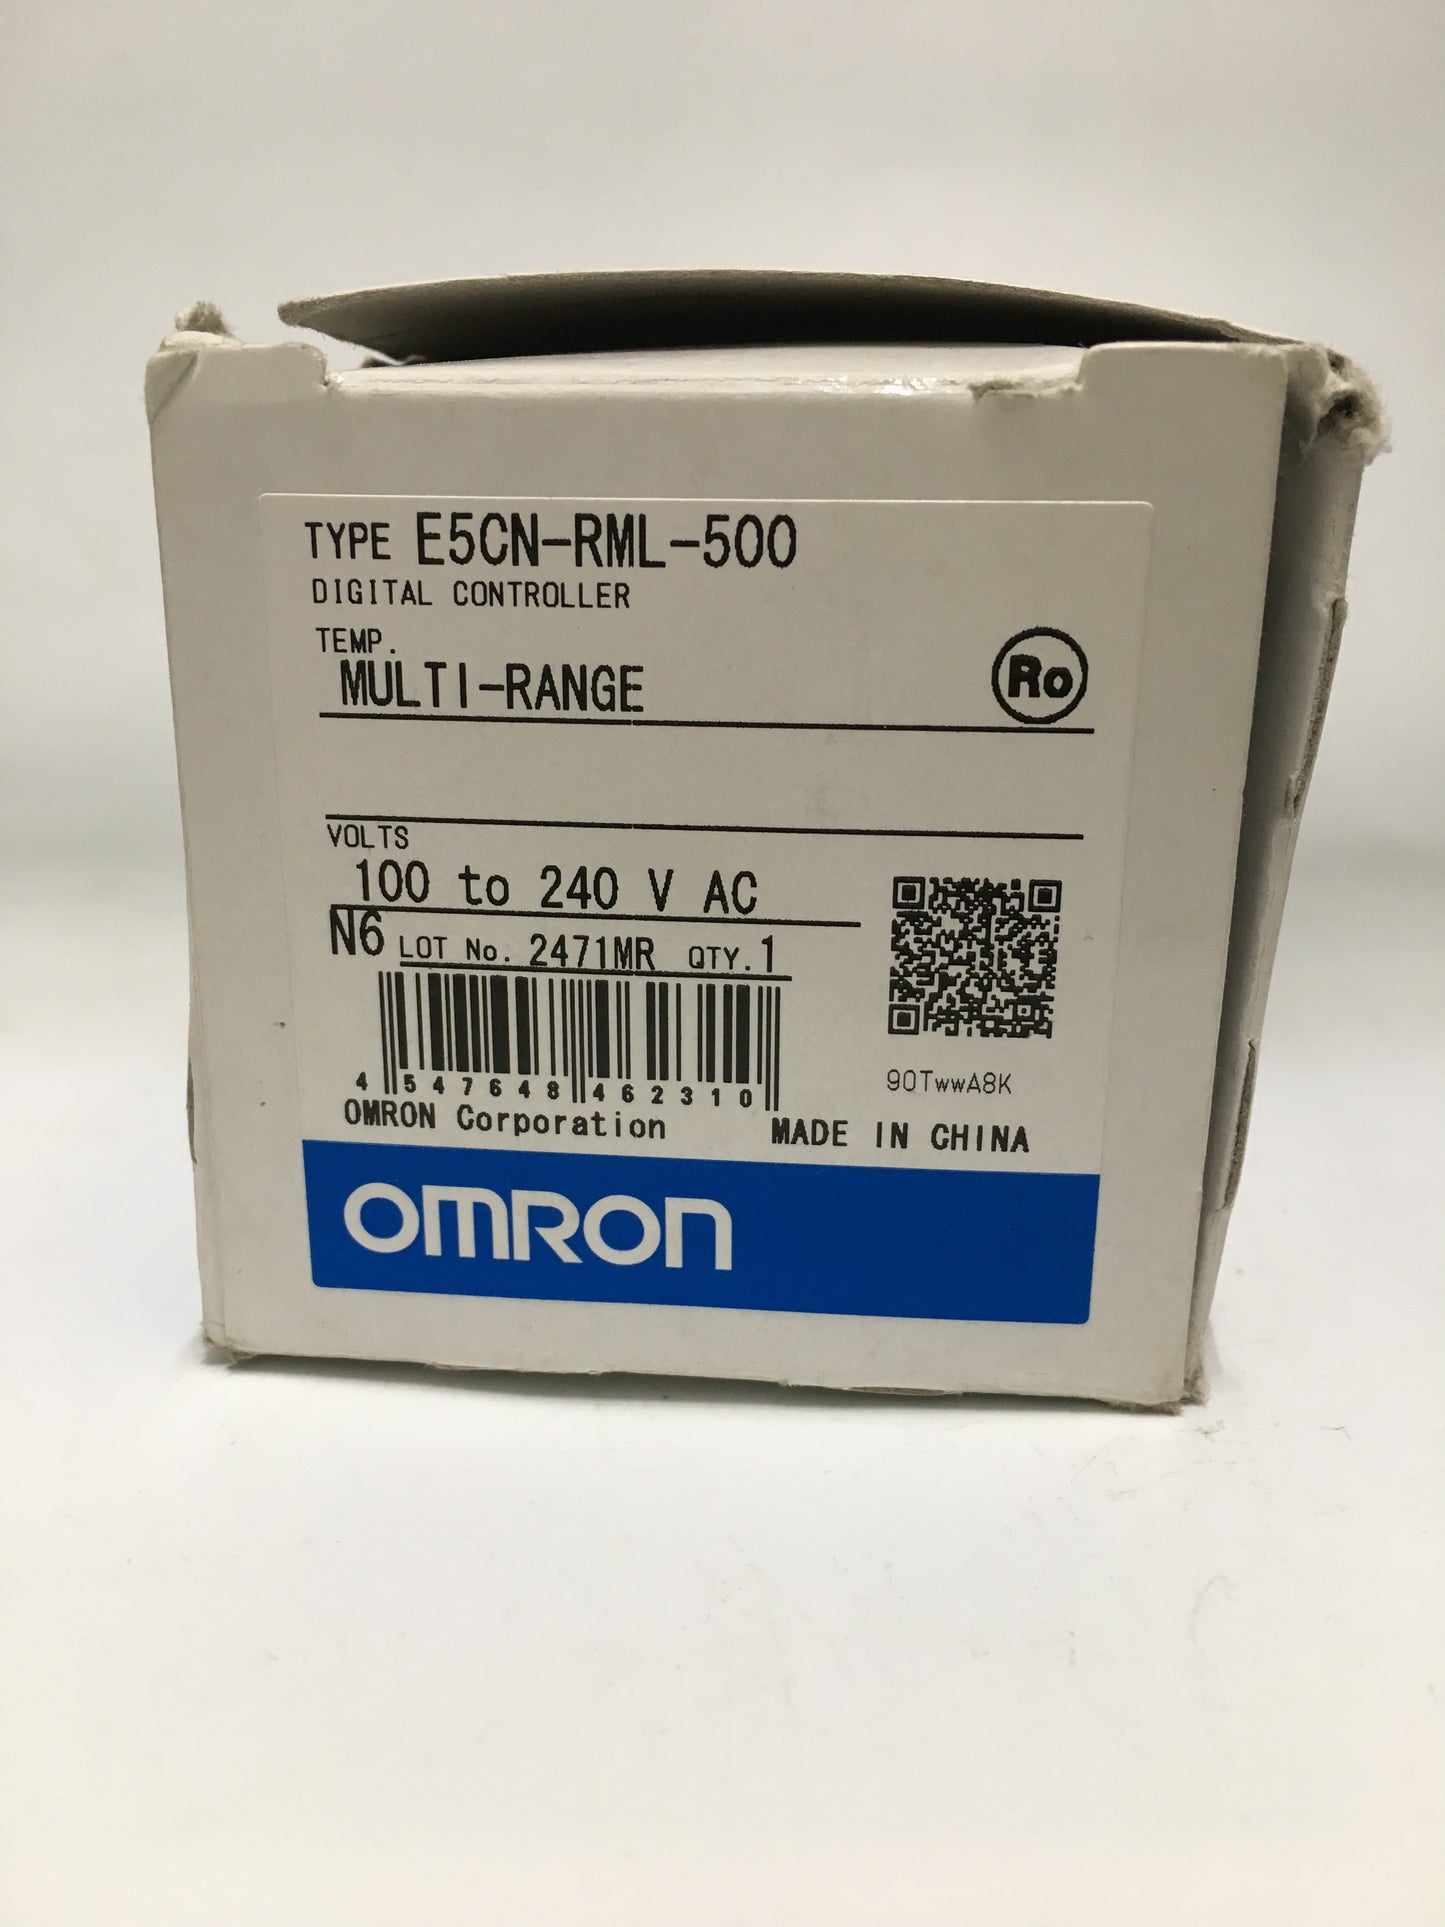 TYPE E5CN-RML-500
DIGITAL CONTROLLER
TEMP.
MULTI-RANGE
Ro
VOLTS
100 to 240 V AC
N6 LOT No. 2471MR QTY. 1
4 547648 462310
90TwwA8K
OMRON Corporation MADE IN CHINA
OMRON